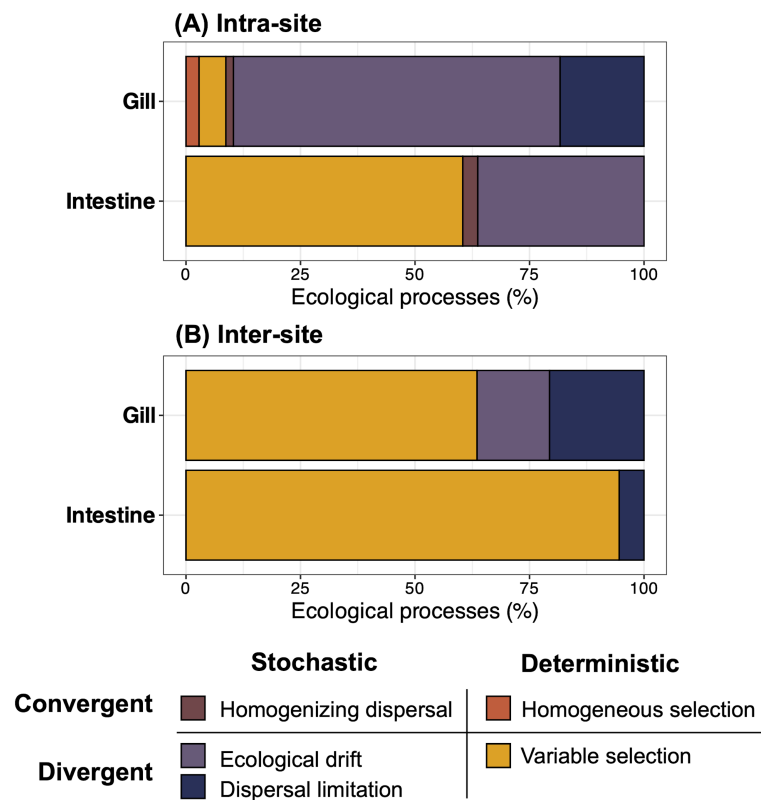 (A) Intra-site
Gill
Intestine
0 25 50 75 100
Ecological processes (%)
(B) Inter-site
Gill
Intestine
0 25 50 75 100
Ecological processes (%)
Stochastic Deterministic
Convergent Homogenizing dispersal Homogeneous selection
Divergent Ecological drift Variable selection
Dispersal limitation